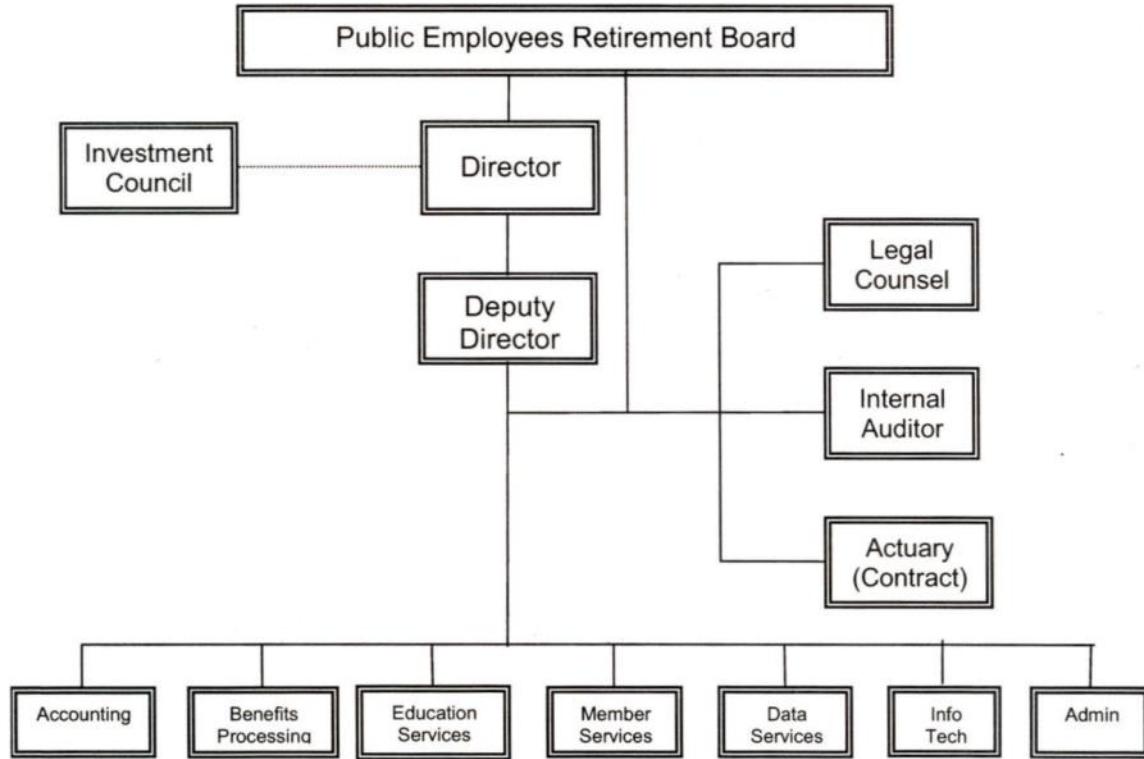 Public Employees Retirement Board
Investment
Council
Director
Deputy
Director
Legal
Counsel
Internal
Auditor
Actuary
(Contract)
Accounting
Benefits
Processing
Education
Services
Member
Services
Data
Services
Info
Tech
Admin